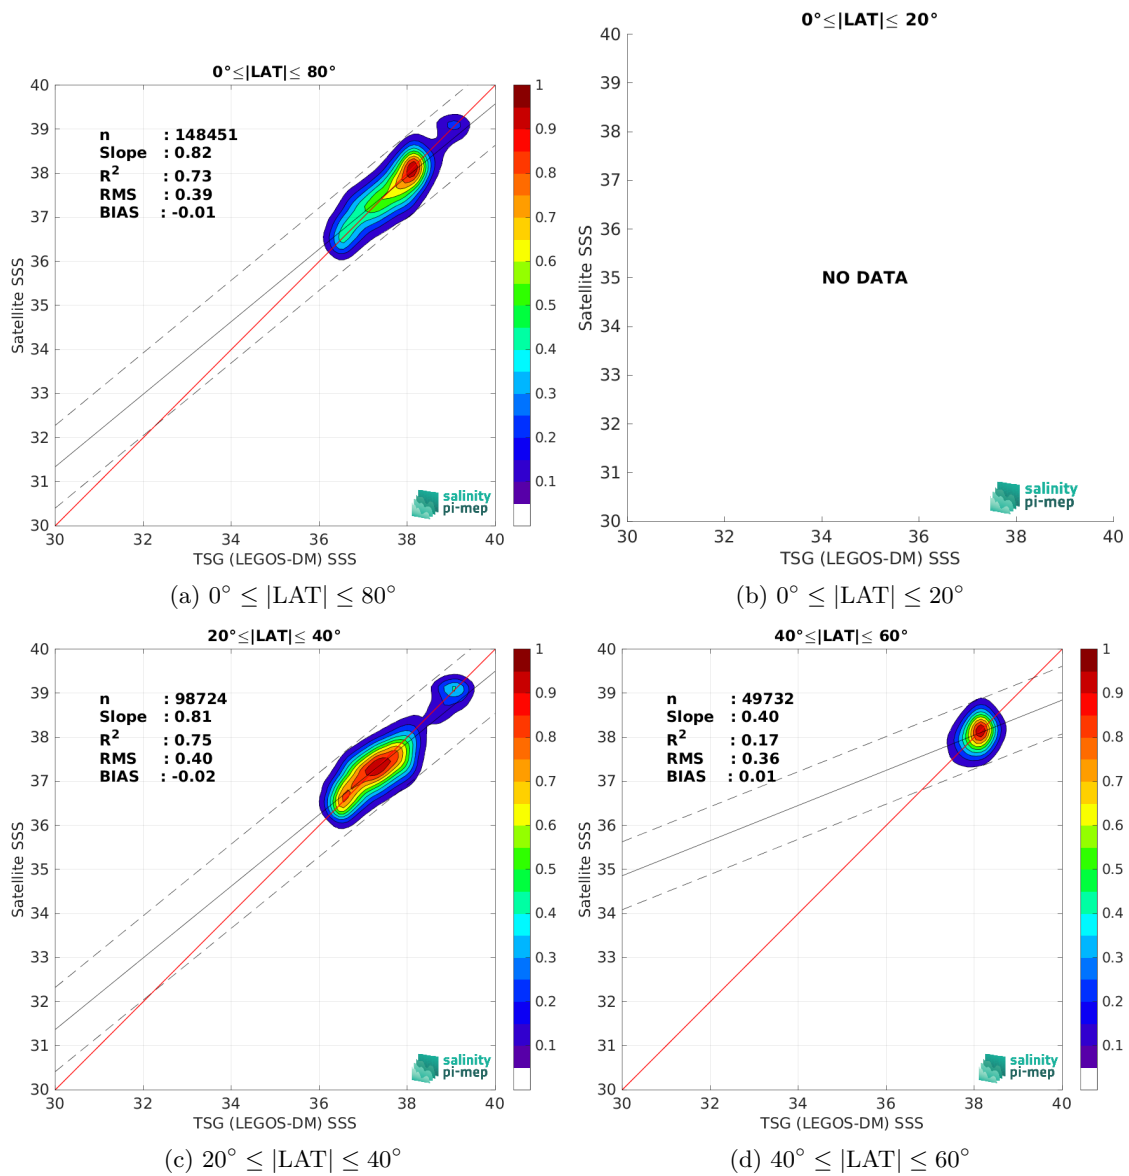 0°≤|LAT|≤ 80°
40
39
38
37
36
35
34
33
32
31
30
Satellite SSS
n : 148451
Slope : 0.82
R² : 0.73
RMS : 0.39
BIAS : -0.01
1
0.9
0.8
0.7
0.6
0.5
0.4
0.3
0.2
0.1
salinity
pi-mep
30 32 34 36 38 40
TSG (LEGOS-DM) SSS
(a) 0° ≤ |LAT| ≤ 80°
0°≤|LAT|≤ 20°
40
39
38
37
36
35
34
33
32
31
30
Satellite SSS
NO DATA
salinity
pi-mep
30 32 34 36 38 40
TSG (LEGOS-DM) SSS
(b) 0° ≤ |LAT| ≤ 20°
20°≤|LAT|≤ 40°
40
39
38
37
36
35
34
33
32
31
30
Satellite SSS
n : 98724
Slope : 0.81
R² : 0.75
RMS : 0.40
BIAS : -0.02
1
0.9
0.8
0.7
0.6
0.5
0.4
0.3
0.2
0.1
salinity
pi-mep
30 32 34 36 38 40
TSG (LEGOS-DM) SSS
(c) 20° ≤ |LAT| ≤ 40°
40°≤|LAT|≤ 60°
40
39
38
37
36
35
34
33
32
31
30
Satellite SSS
n : 49732
Slope : 0.40
R² : 0.17
RMS : 0.36
BIAS : 0.01
1
0.9
0.8
0.7
0.6
0.5
0.4
0.3
0.2
0.1
salinity
pi-mep
30 32 34 36 38 40
TSG (LEGOS-DM) SSS
(d) 40° ≤ |LAT| ≤ 60°